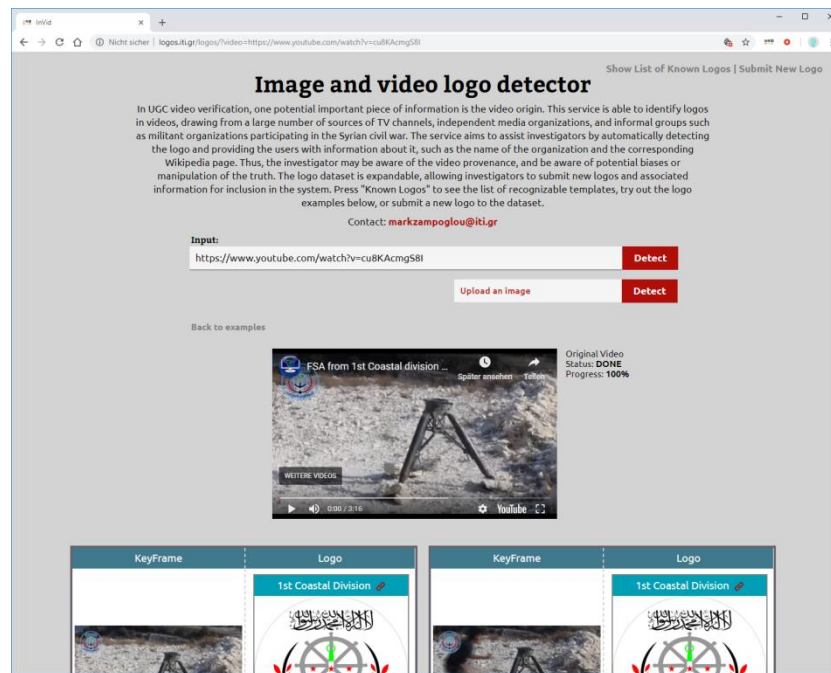 InVid
Nicht sicher | logos.iti.gr/logos/?video=https://www.youtube.com/watch?v=cu8KAcmgS8I
Show List of Known Logos | Submit New Logo
Image and video logo detector
In UGC video verification, one potential important piece of information is the video origin. This service is able to identify logos
in videos, drawing from a large number of sources of TV channels, independent media organizations, and informal groups such
as militant organizations participating in the Syrian civil war. The service aims to assist investigators by automatically detecting
the logo and providing the users with information about it, such as the name of the organization and the corresponding
Wikipedia page. Thus, the investigator may be aware of the video provenance, and be aware of potential biases or
manipulation of the truth. The logo dataset is expandable, allowing investigators to submit new logos and associated
information for inclusion in the system. Press "Known Logos" to see the list of recognizable templates, try out the logo
examples below, or submit a new logo to the dataset.
Contact: markzampoglou@iti.gr
Input:
https://www.youtube.com/watch?v=cu8KAcmgS8I Detect
Upload an image Detect
Back to examples
FSA from 1st Coastal division ... Später ansehen Teilen
Original Video
Status: DONE
Progress: 100%
WEITERE VIDEOS
0:00 / 3:16 YouTube
KeyFrame Logo KeyFrame Logo
1st Coastal Division 1st Coastal Division